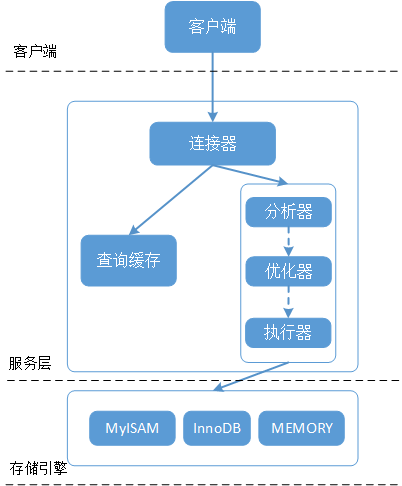 客户端
客户端
连接器
分析器
查询缓存
优化器
执行器
服务层
MyISAM
InnoDB
MEMORY
存储引擎